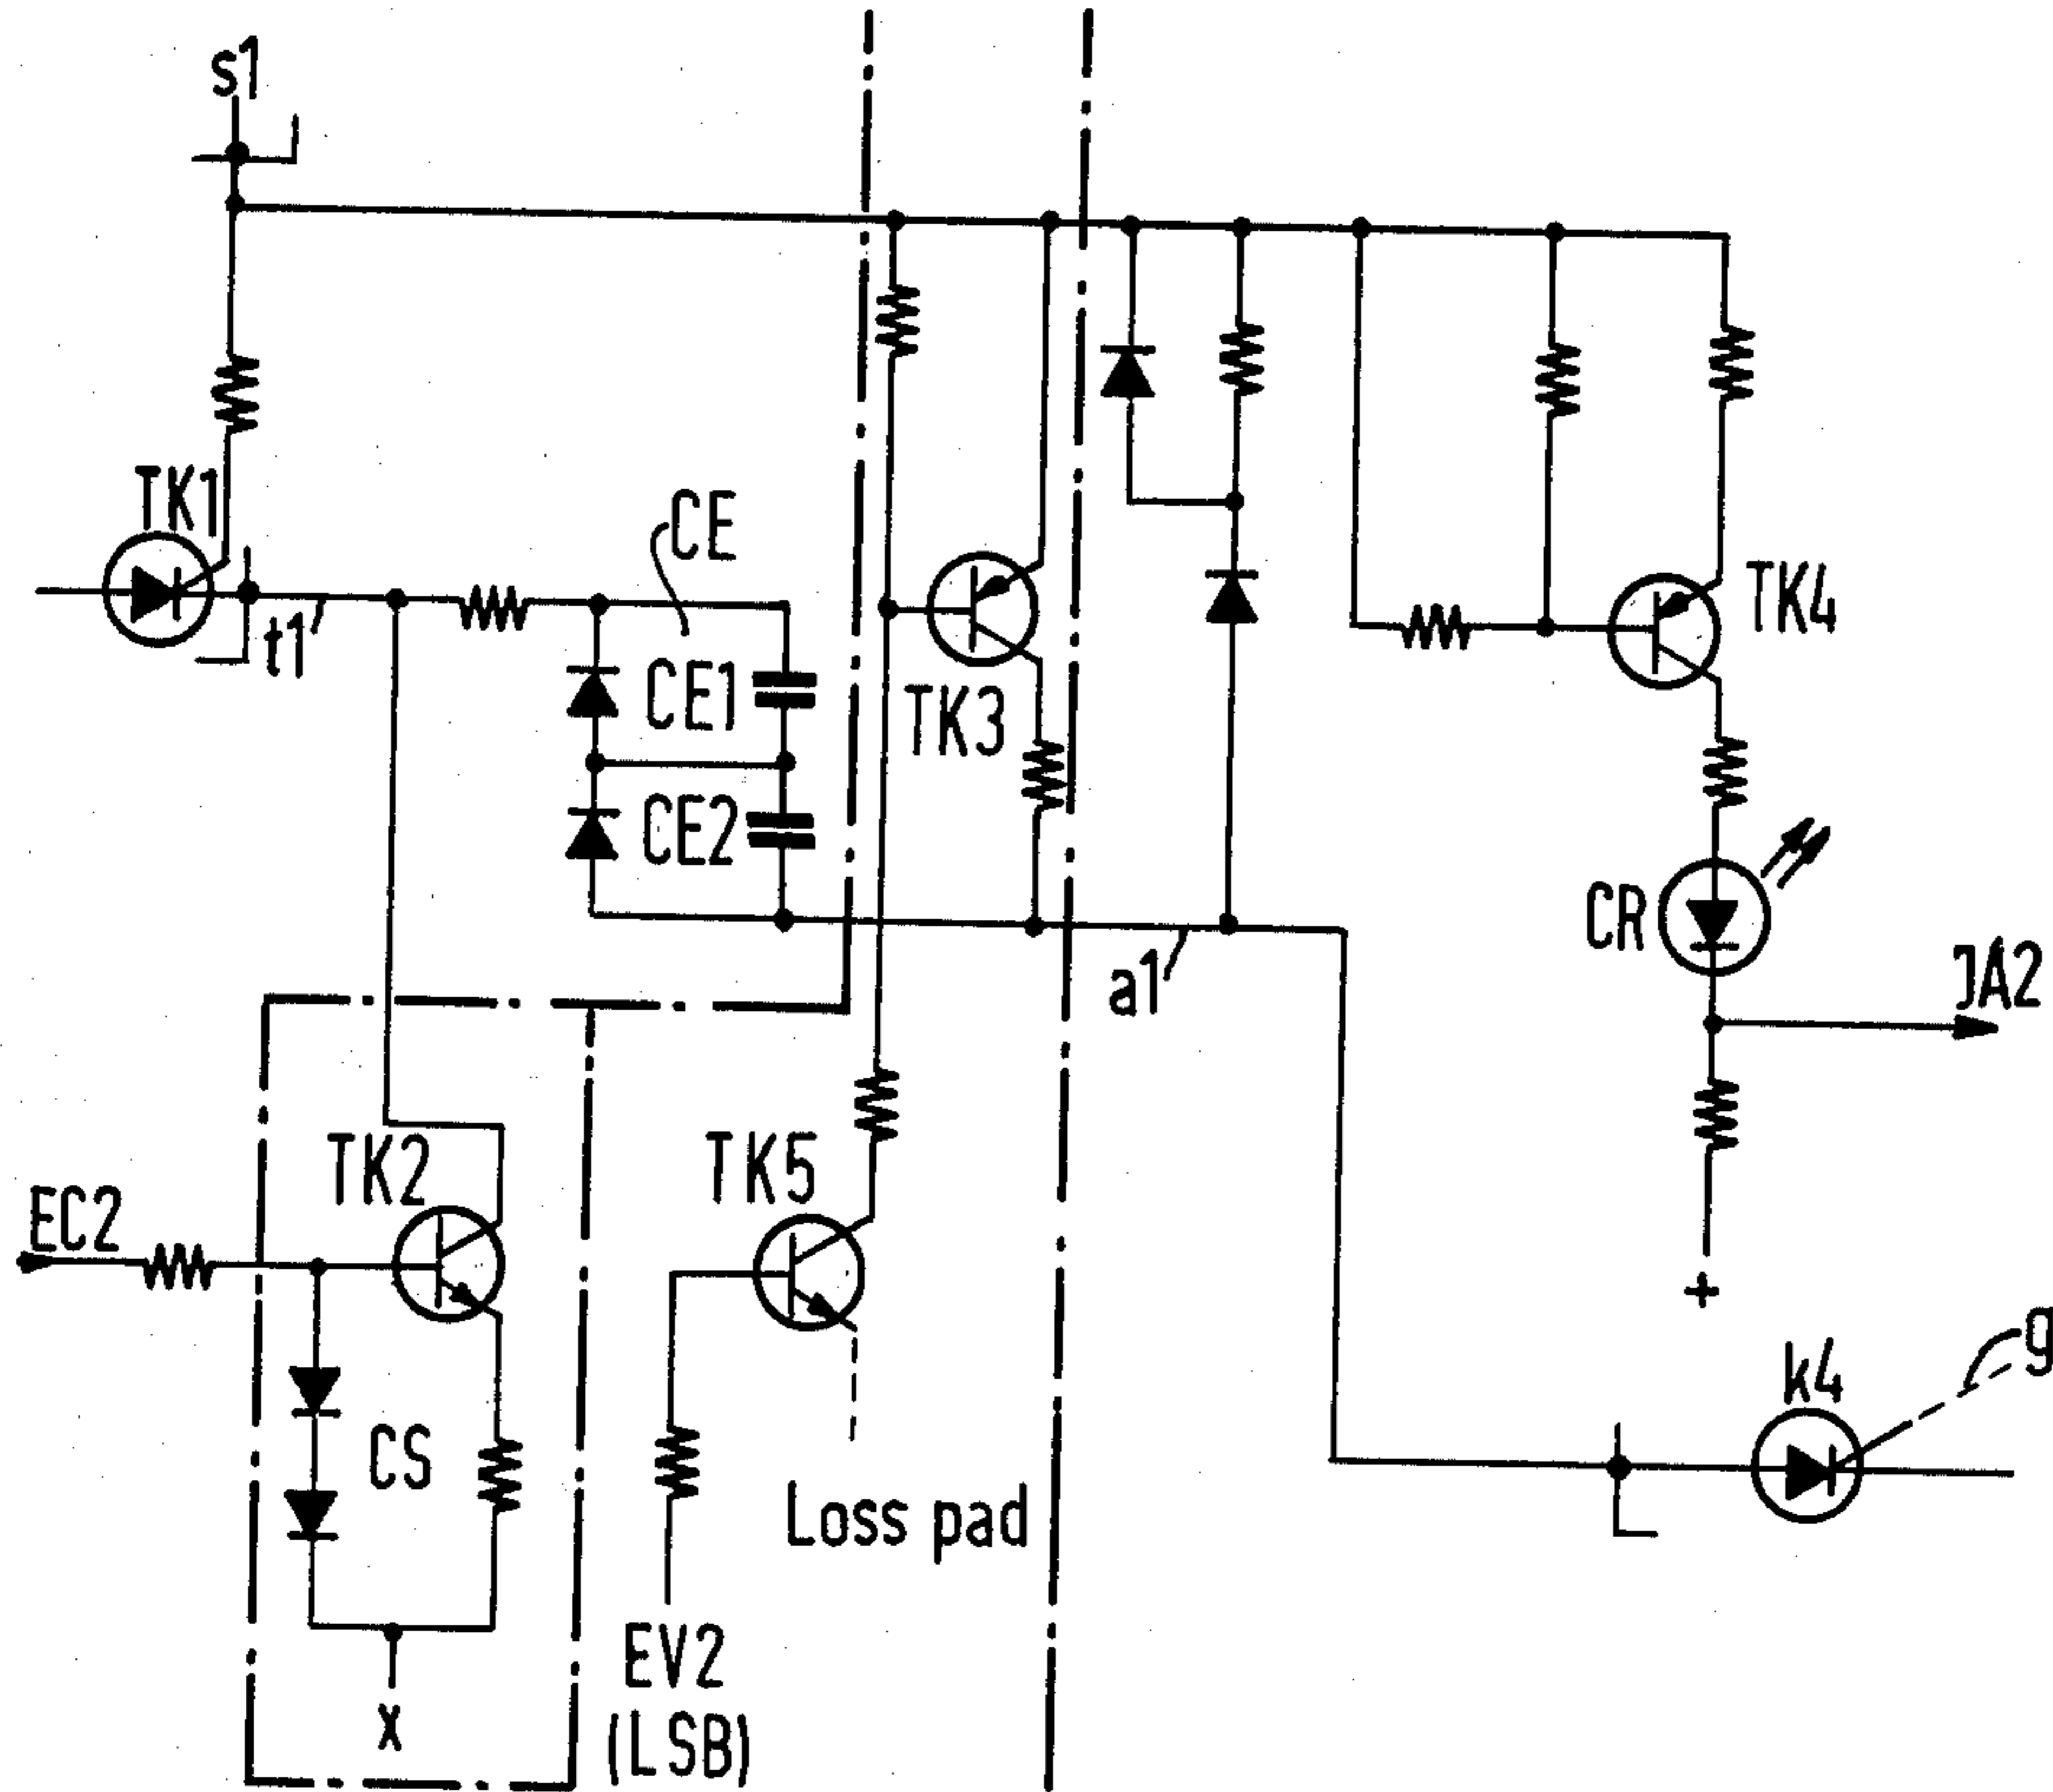 s1
TK1
CE
t1
CE1
TK3
TK4
CE2
CR
a1
JA2
TK2
TK5
EC2
+
k4
g
CS
Loss pad
EV2
(LSB)
x